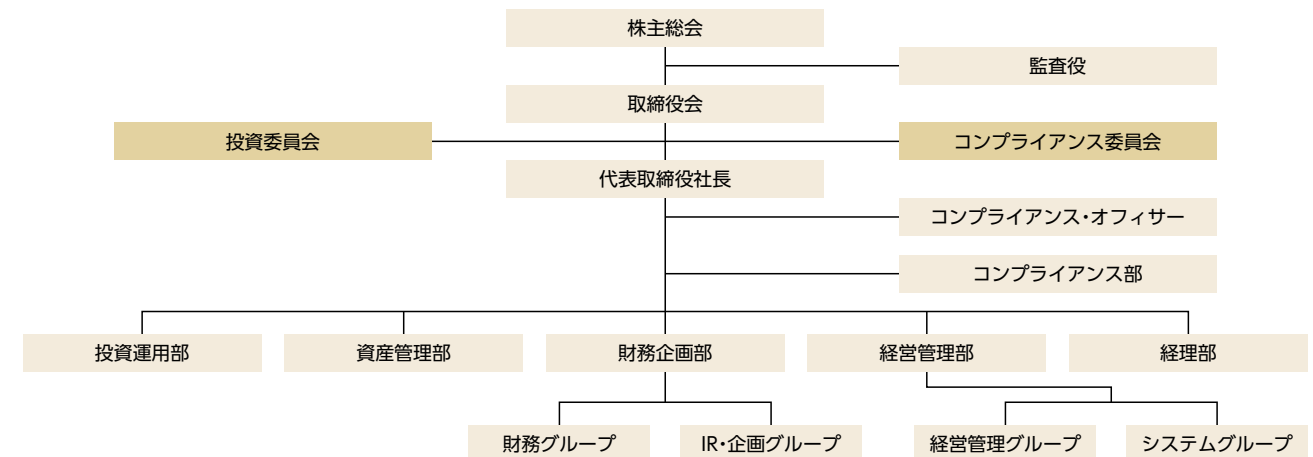 株主総会
監査役
取締役会
投資委員会
コンプライアンス委員会
代表取締役社長
コンプライアンス・オフィサー
コンプライアンス部
投資運用部
資産管理部
財務企画部
経営管理部
経理部
財務グループ
IR・企画グループ
経営管理グループ
システムグループ